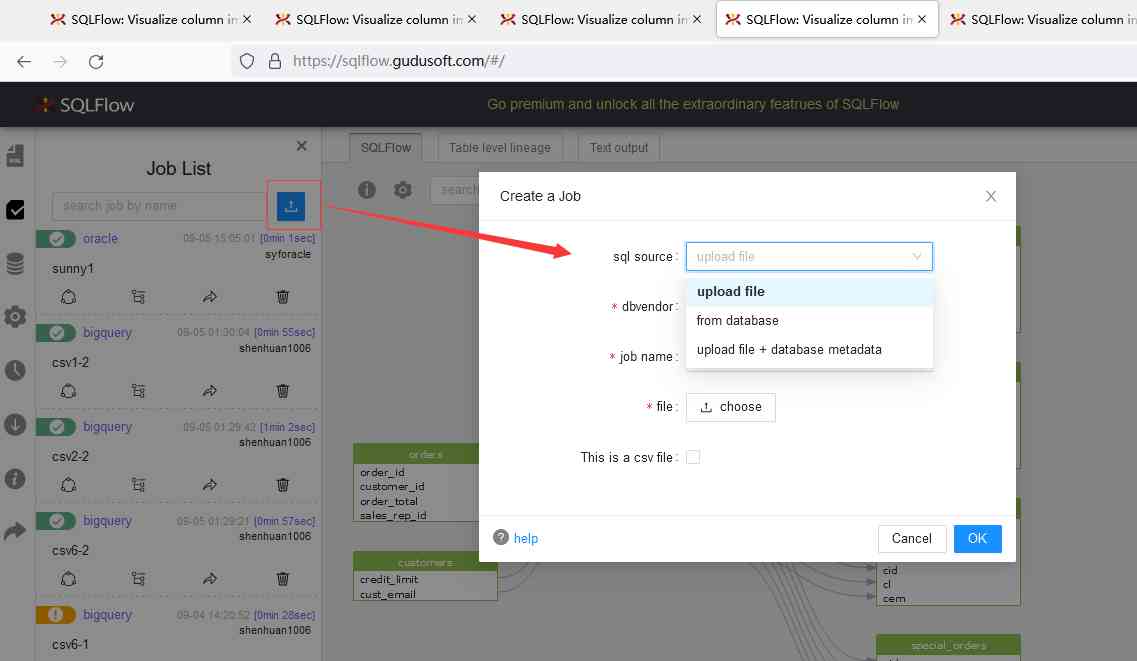 SQLFlow: Visualize column in
SQLFlow: Visualize column in
SQLFlow: Visualize column in
SQLFlow: Visualize column in
SQLFlow: Visualize column in
https://sqlflow.gudusoft.com/#/
SQLFlow
Go premium and unlock all the extraordinary featrues of SQLFlow
Job List
search job by name
oracle 09-05 15:05:01 [0min 1sec]
syforacle
sunny1
bigquery 09-05 01:30:04 [0min 55sec]
shenhuan1006
csv1-2
bigquery 09-05 01:29:42 [1min 2sec]
shenhuan1006
csv2-2
bigquery 09-05 01:29:21 [0min 57sec]
shenhuan1006
csv6-2
bigquery 09-04 14:20:52 [0min 28sec]
shenhuan1006
csv6-1
SQLFlow
Table level lineage
Text output
search
orders
order_id
customer_id
order_total
sales_rep_id
customers
credit_limit
cust_email
Create a Job
sql source: upload file
upload file
from database
upload file + database metadata
* dbvendor:
* job name:
* file: choose
This is a csv file:
help
Cancel
OK
cid
cl
cem
special_orders